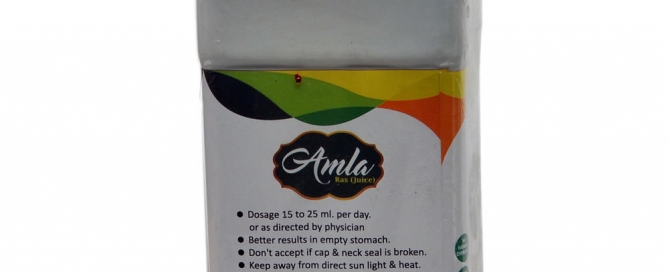 Amla
Ras (Juice)
● Dosage 15 to 25 ml. per day.
or as directed by physician
● Better results in empty stomach.
● Don't accept if cap & neck seal is broken.
● Keep away from direct sun light & heat.